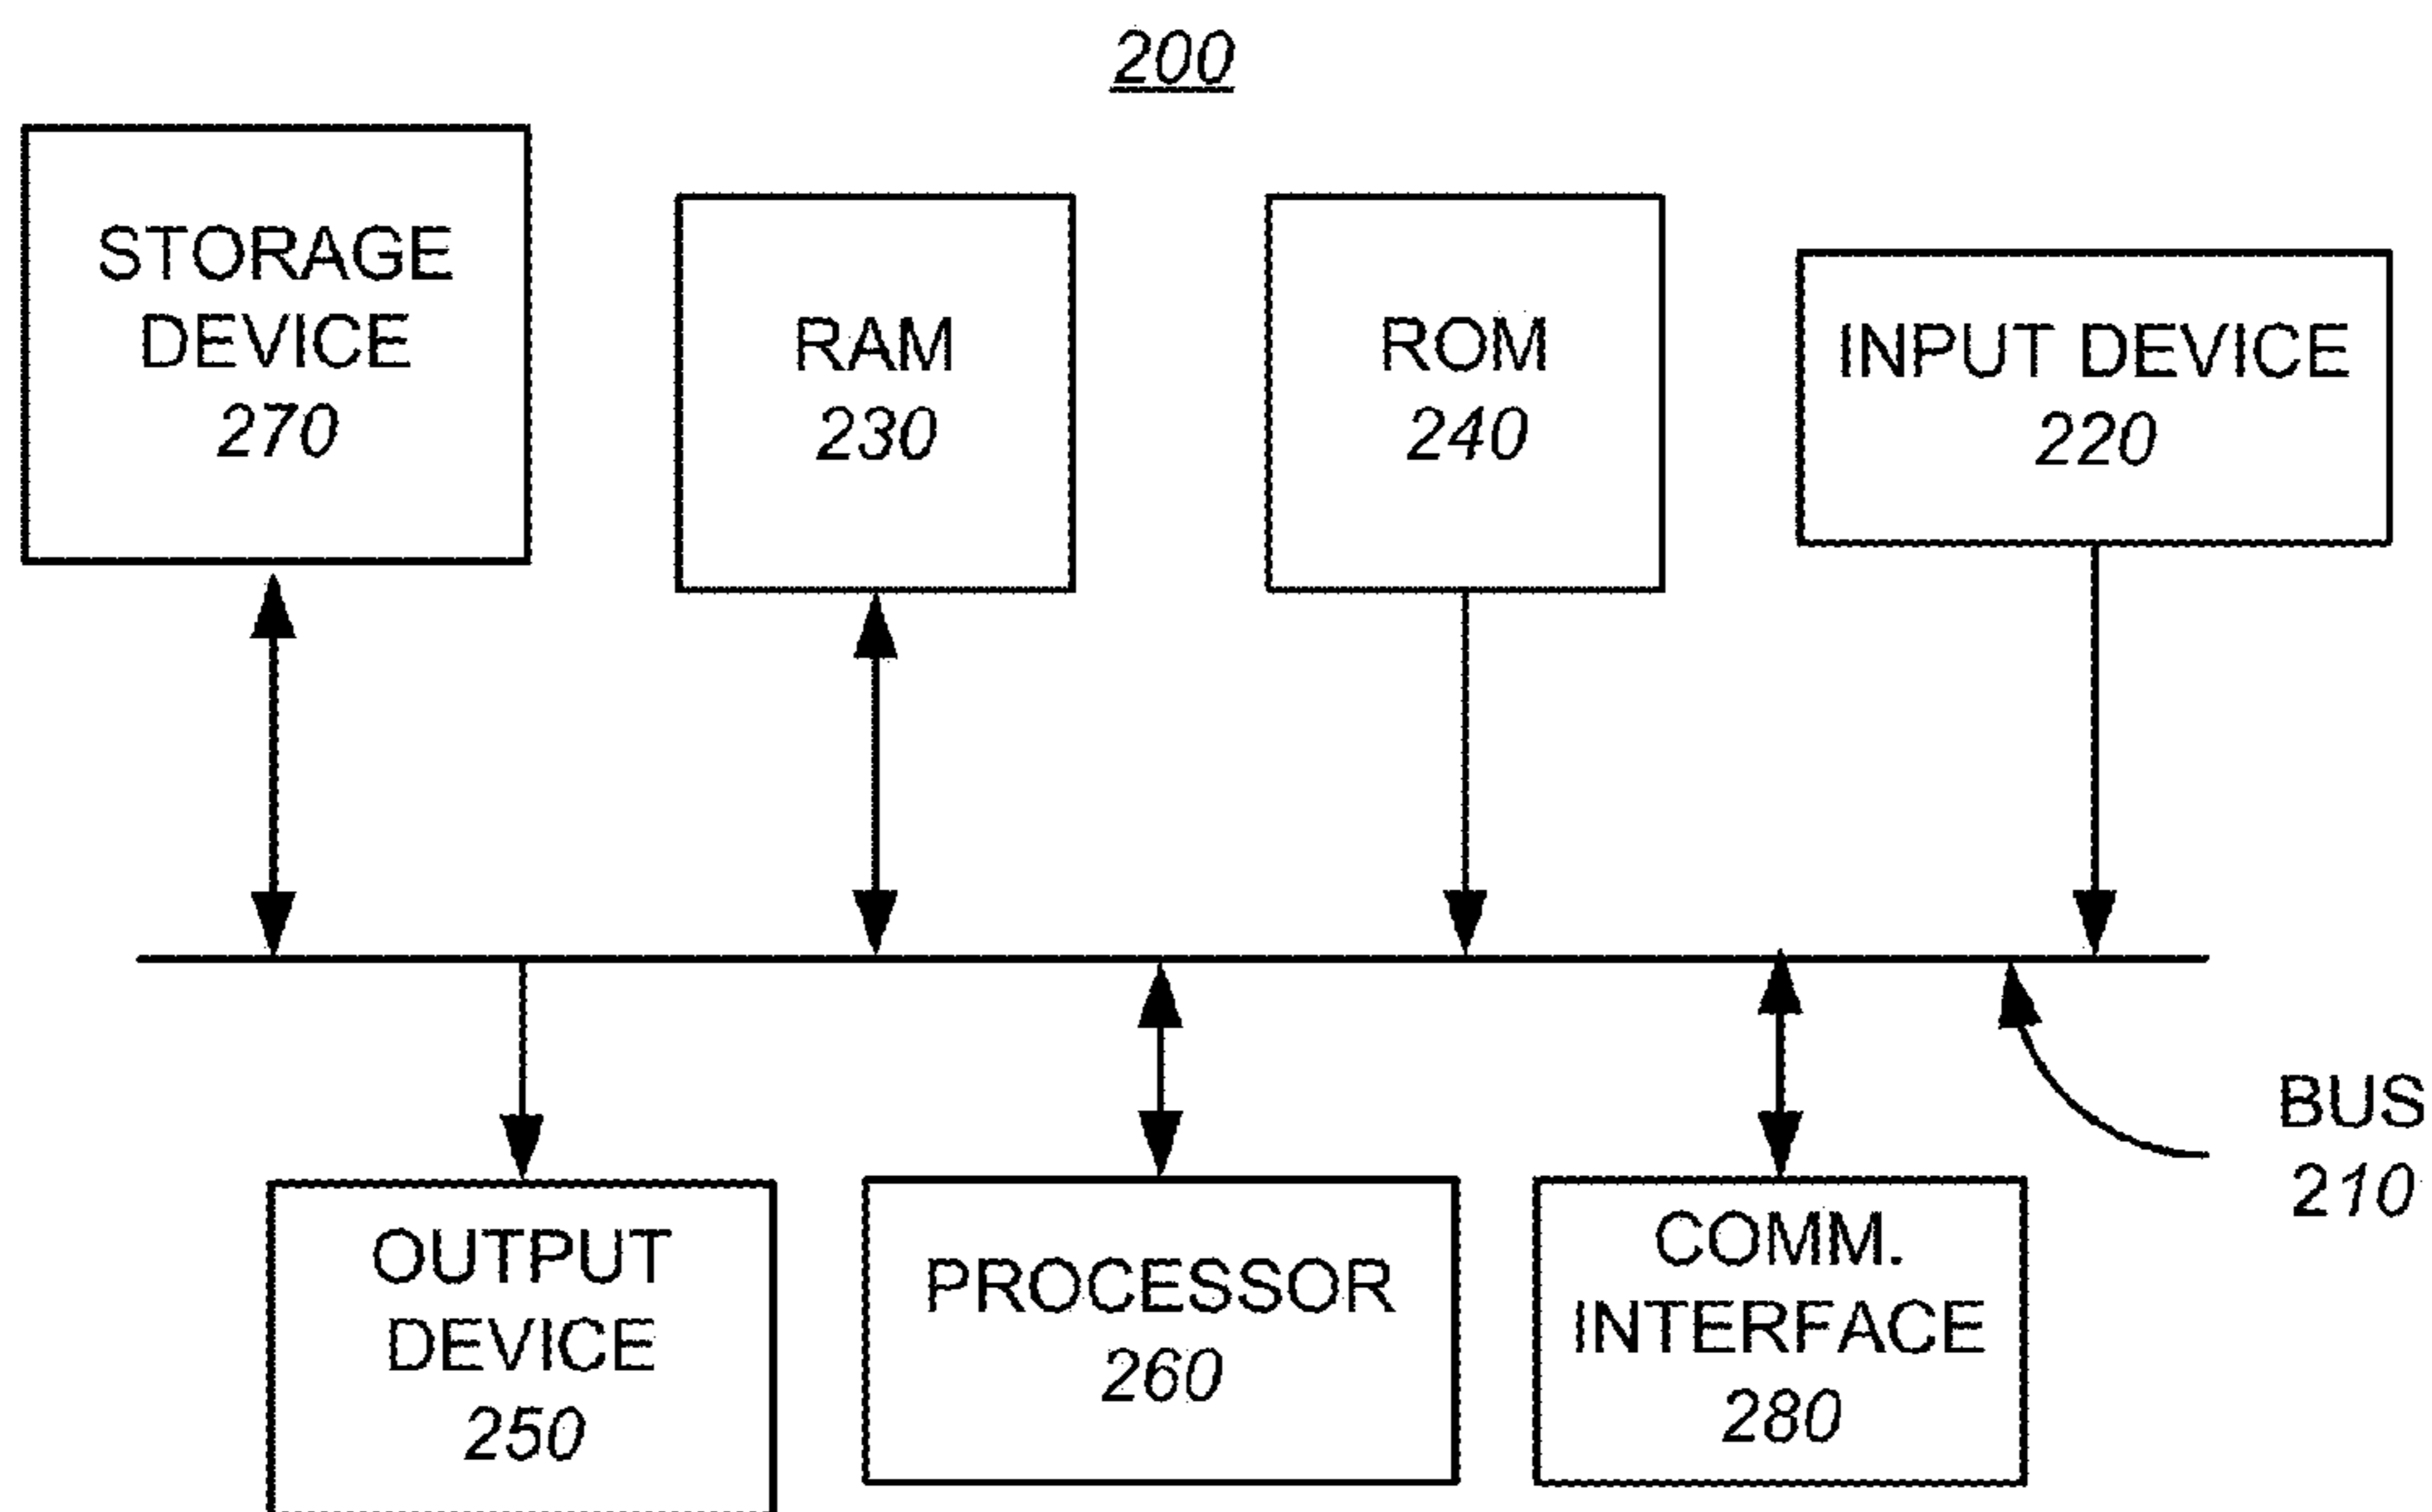 200
STORAGE
DEVICE
270
RAM
230
ROM
240
INPUT DEVICE
220
BUS
210
OUTPUT
DEVICE
250
PROCESSOR
260
COMM.
INTERFACE
280